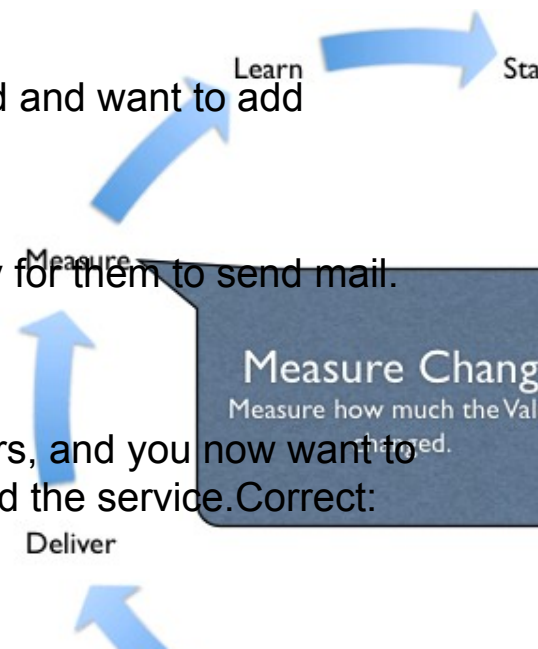 Learn
Sta
d and want to add
Measure
for them to send mail.
Measure Chang
Measure how much the Val
changed.
rs, and you now want to
d the service.Correct:
Deliver